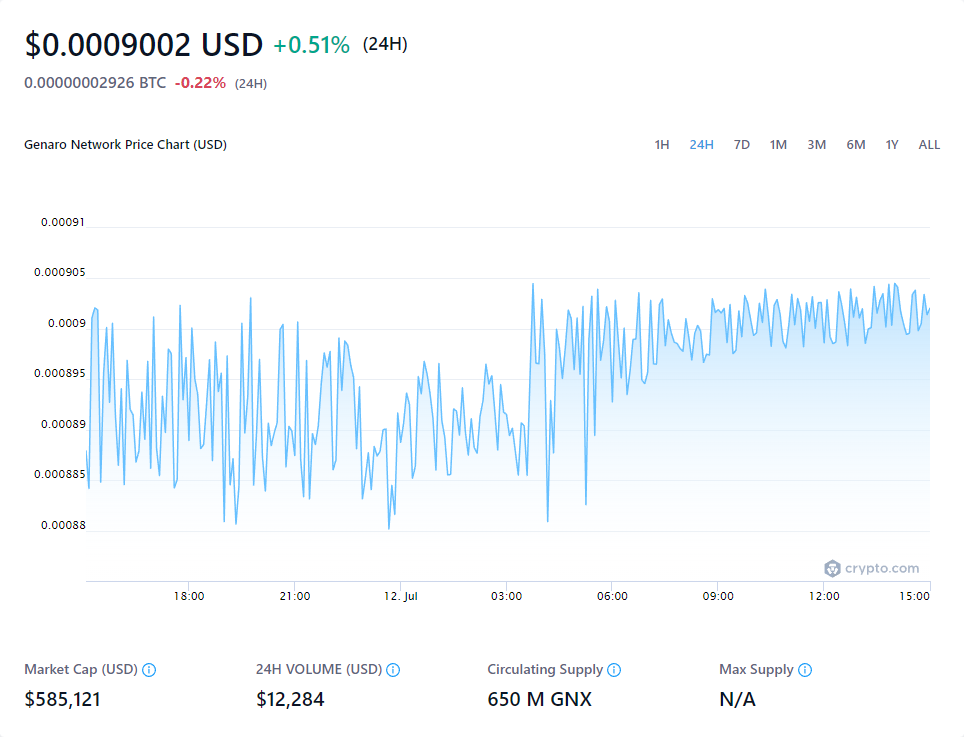 $0.0009002 USD +0.51% (24H)
0.00000002926 BTC -0.22% (24H)
Genaro Network Price Chart (USD) 1H 24H 7D 1M 3M 6M 1Y ALL
0.00091
0.000905
0.0009
0.000895
0.00089
0.000885
0.00088
crypto.com
18:00 21:00 12. Jul 03:00 06:00 09:00 12:00 15:00
Market Cap (USD) 24H VOLUME (USD) Circulating Supply Max Supply
$585,121 $12,284 650 M GNX N/A